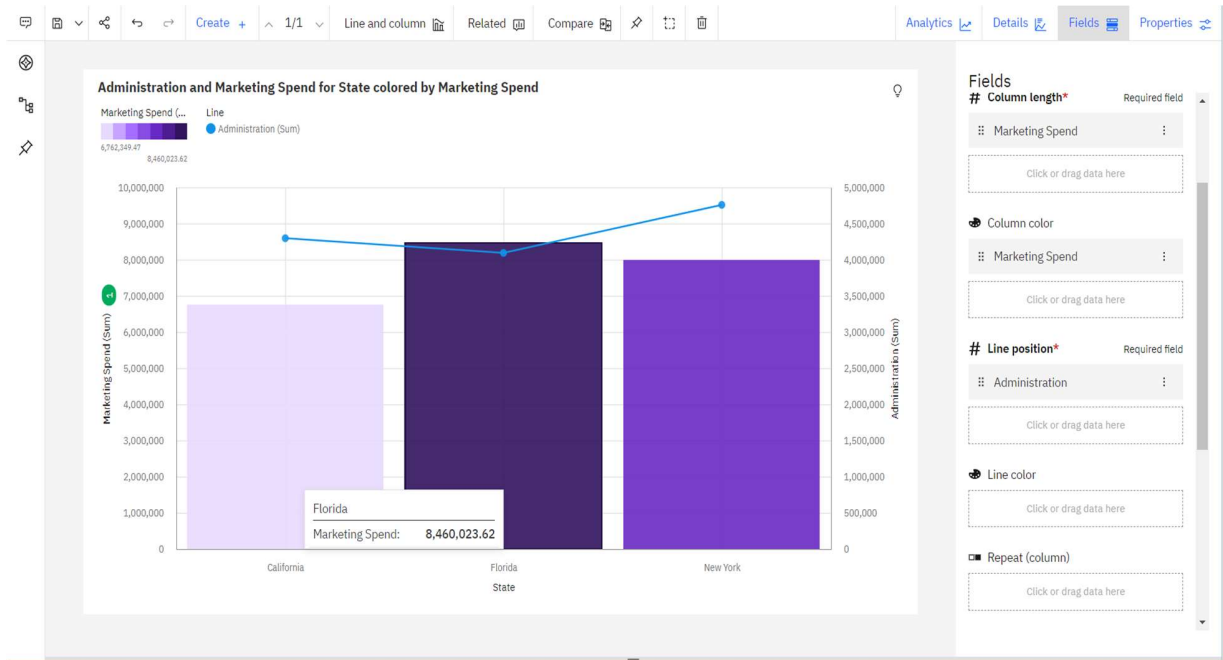 Create + 1/1 Line and column Related Compare Analytics Details Fields Properties
Administration and Marketing Spend for State colored by Marketing Spend
Marketing Spend (... Line
Administration (Sum)
6,762,349.47
8,460,023.62
10,000,000
9,000,000
8,000,000
7,000,000
6,000,000
5,000,000
4,000,000
3,000,000
2,000,000
1,000,000
0
Marketing Spend (Sum)
5,000,000
4,500,000
4,000,000
3,500,000
3,000,000
2,500,000
2,000,000
1,500,000
1,000,000
500,000
0
Administration (Sum)
Florida
Marketing Spend: 8,460,023.62
California Florida New York
State
Fields
# Column length* Required field
Marketing Spend
Click or drag data here
Column color
Marketing Spend
Click or drag data here
# Line position* Required field
Administration
Click or drag data here
Line color
Click or drag data here
Repeat (column)
Click or drag data here